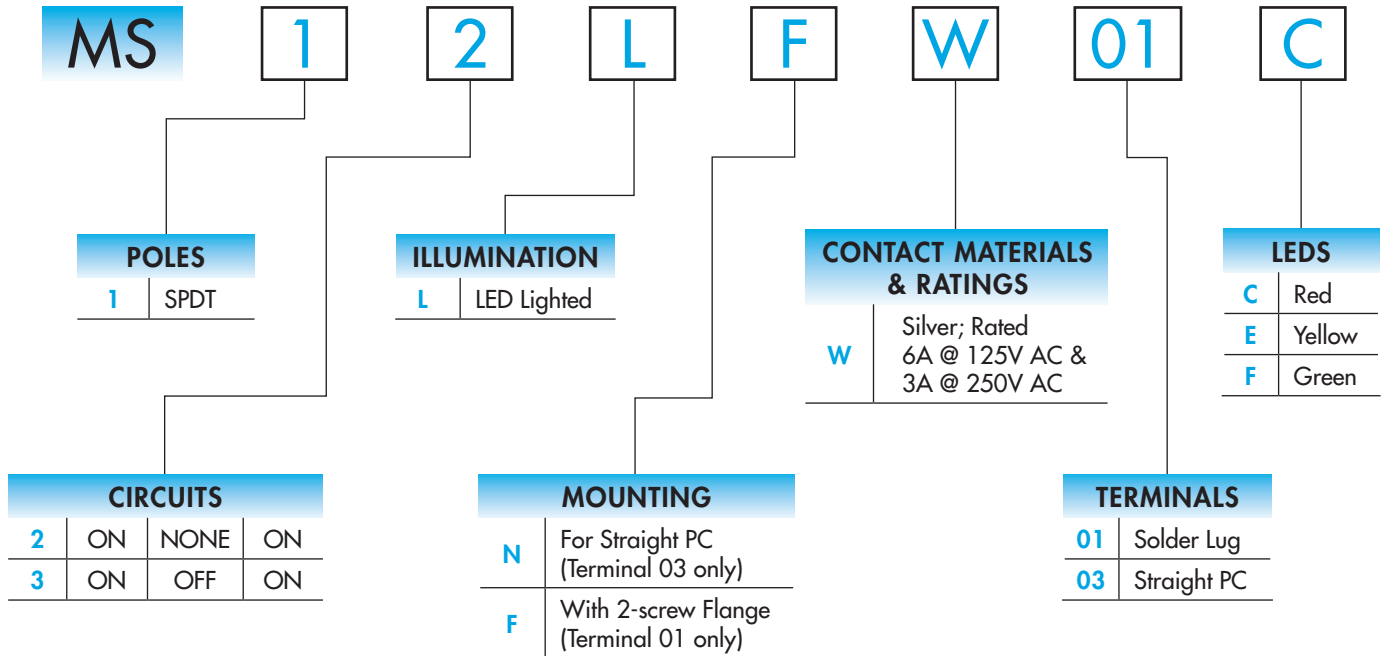 MS 1 2 L F W 01 C
POLES
1 SPDT
ILLUMINATION
L LED Lighted
CONTACT MATERIALS
& RATINGS
W Silver; Rated
6A @ 125V AC &
3A @ 250V AC
LEDS
C Red
E Yellow
F Green
CIRCUITS
2 ON NONE ON
3 ON OFF ON
MOUNTING
N For Straight PC
(Terminal 03 only)
F With 2-screw Flange
(Terminal 01 only)
TERMINALS
01 Solder Lug
03 Straight PC